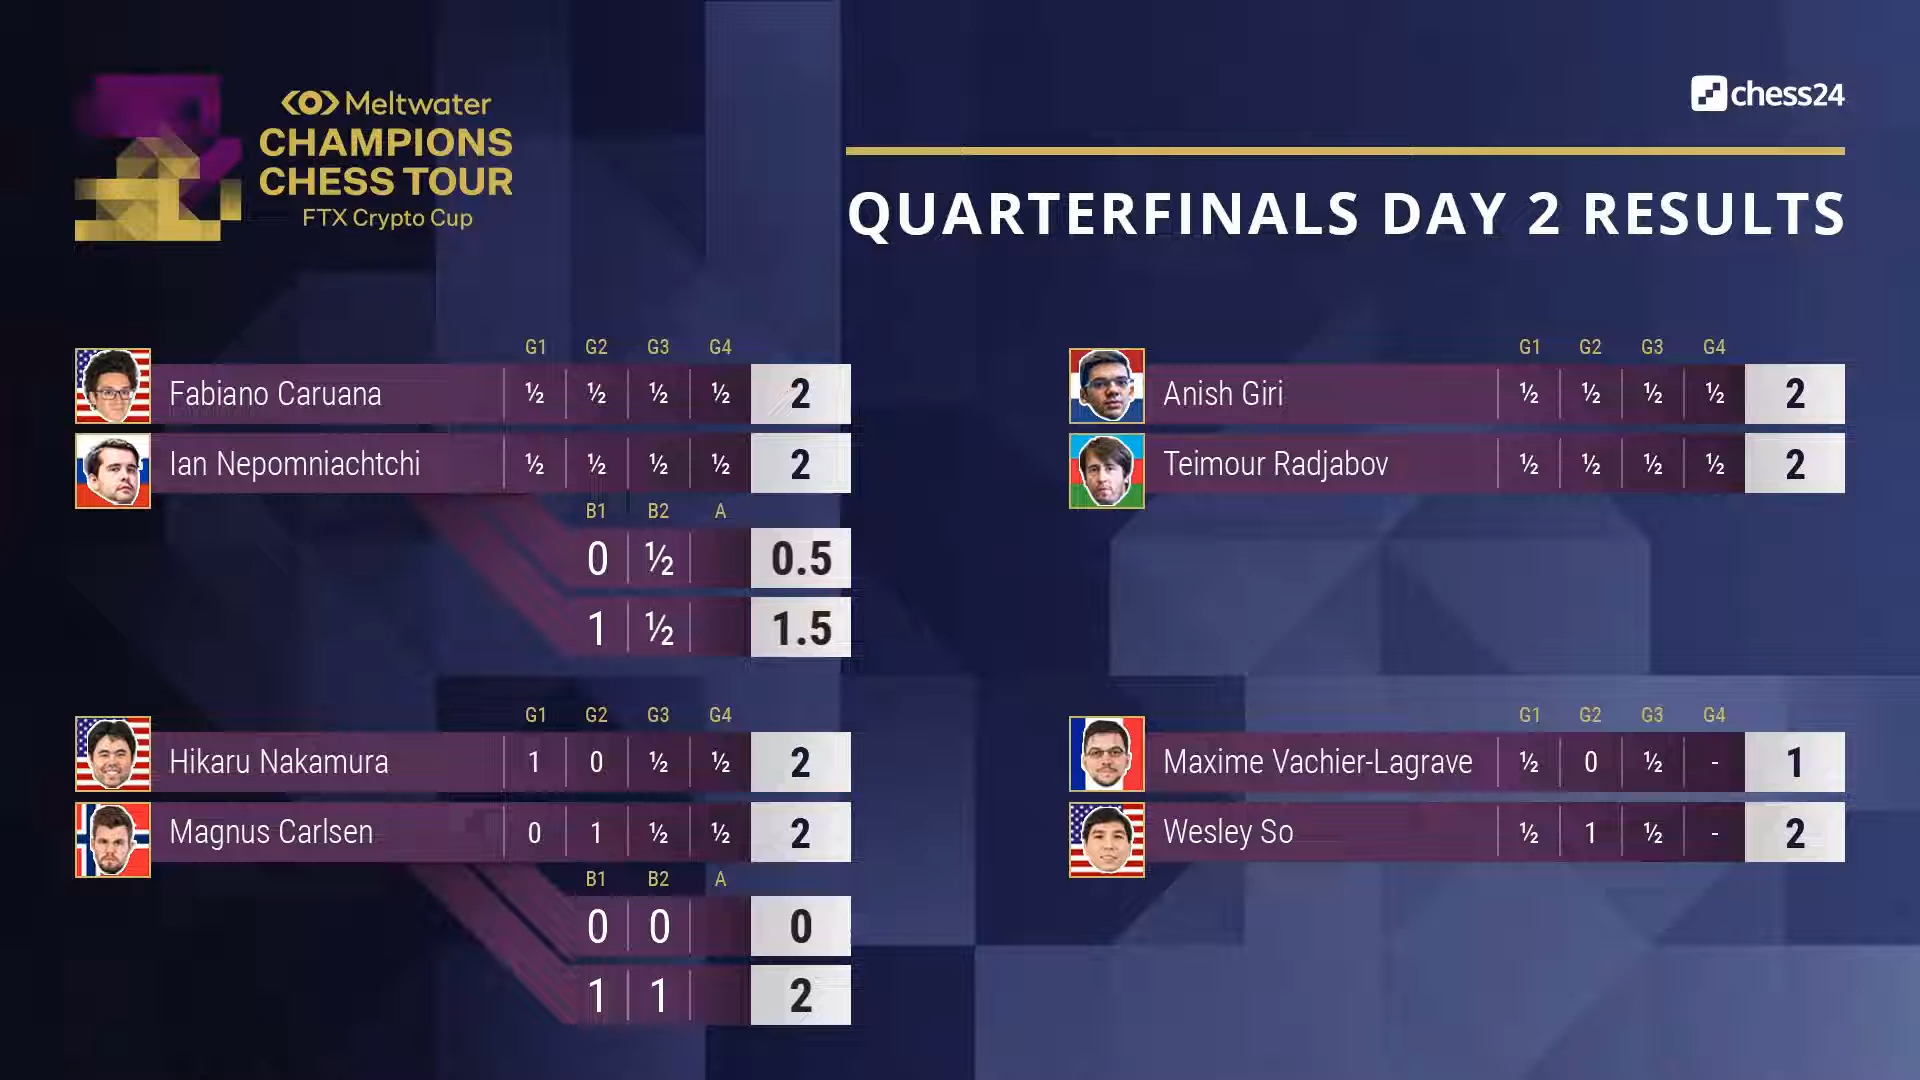 Meltwater
CHAMPIONS
CHESS TOUR
FTX Crypto Cup
chess24
QUARTERFINALS DAY 2 RESULTS
G1 G2 G3 G4
Fabiano Caruana ½ ½ ½ ½ 2
Ian Nepomniachtchi ½ ½ ½ ½ 2
B1 B2 A
0 ½ 0.5
1 ½ 1.5
G1 G2 G3 G4
Anish Giri ½ ½ ½ ½ 2
Teimour Radjabov ½ ½ ½ ½ 2
G1 G2 G3 G4
Hikaru Nakamura 1 0 ½ ½ 2
Magnus Carlsen 0 1 ½ ½ 2
B1 B2 A
0 0 0
1 1 2
G1 G2 G3 G4
Maxime Vachier-Lagrave ½ 0 ½ - 1
Wesley So ½ 1 ½ - 2